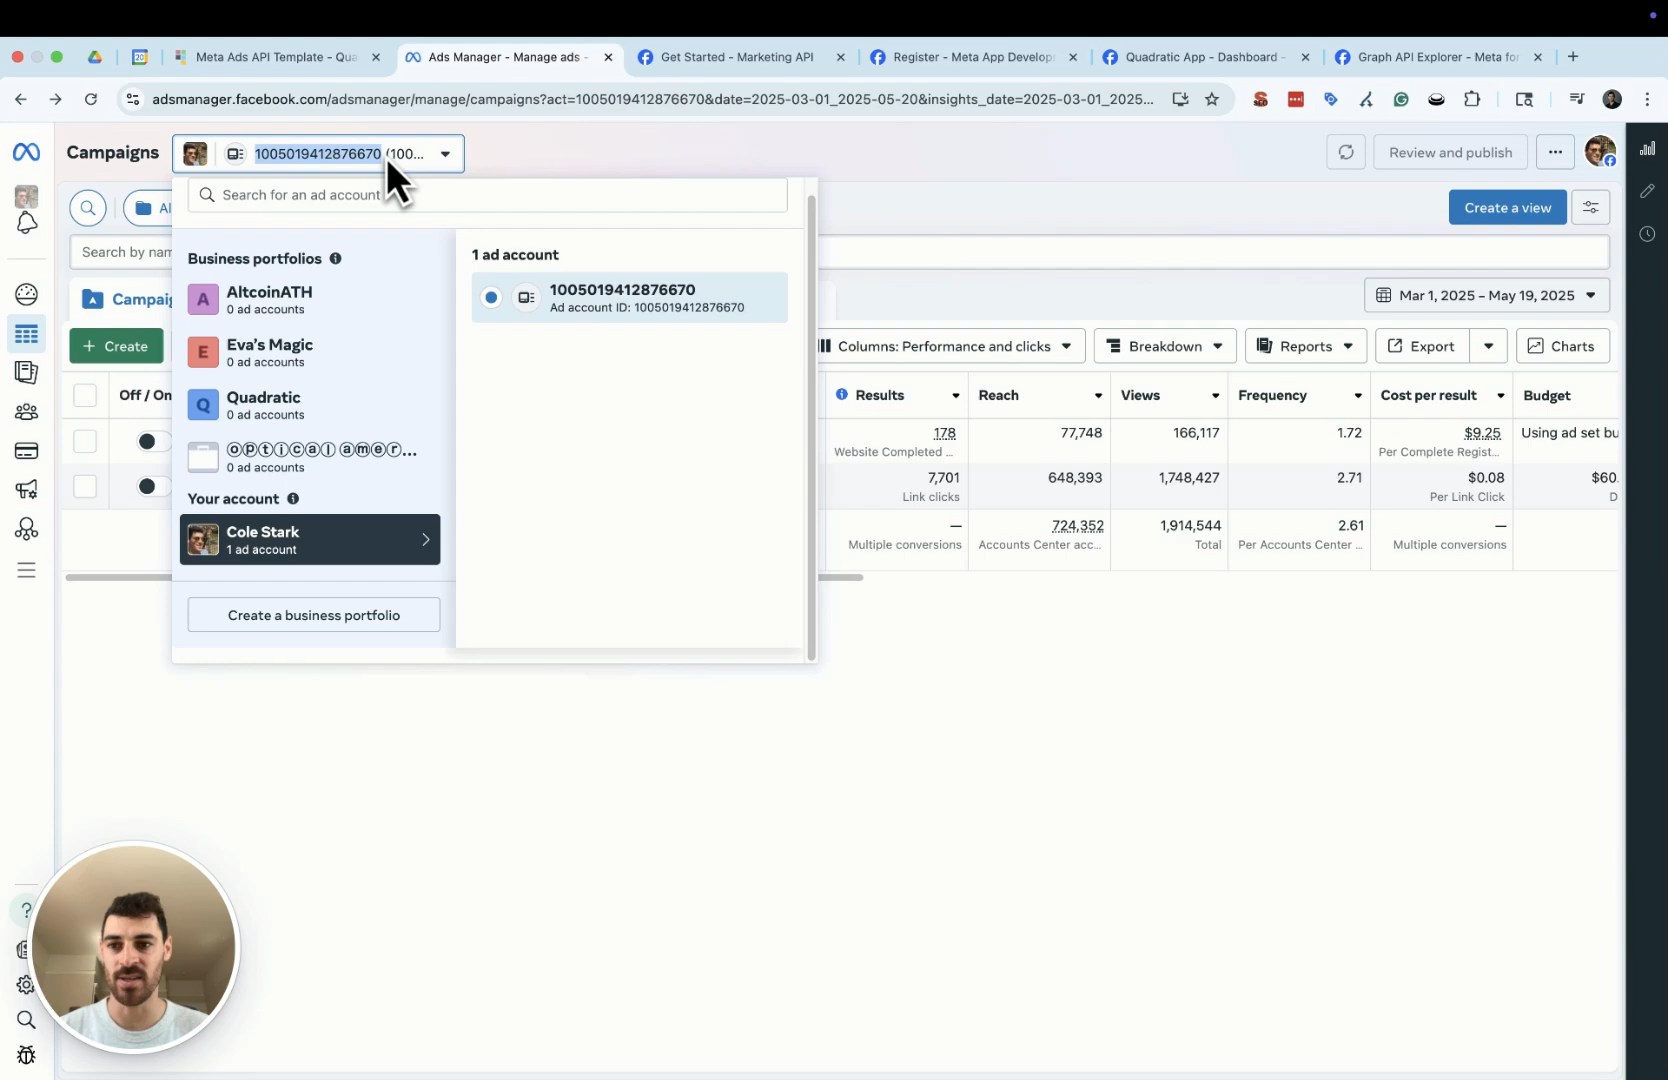 20
Meta Ads API Template - Qua
Ads Manager - Manage ads -
Get Started - Marketing API
Register - Meta App Develop
Quadratic App - Dashboard -
Graph API Explorer - Meta for
adsmanager.facebook.com/adsmanager/manage/campaigns?act=1005019412876670&date=2025-03-01_2025-05-20&insights_date=2025-03-01_2025...
Campaigns
1005019412876670 (100...
Review and publish
Search for an ad account
Al
Create a view
Search by nam
Business portfolios
1 ad account
A
AltcoinATH
0 ad accounts
1005019412876670
Ad account ID: 1005019412876670
Campaig
Mar 1, 2025 – May 19, 2025
E
Eva's Magic
0 ad accounts
+ Create
Columns: Performance and clicks
Breakdown
Reports
Export
Charts
Q
Quadratic
0 ad accounts
Off / On
Results
Reach
Views
Frequency
Cost per result
Budget
ⓞⓟⓣⓘⓒⓐⓛ ⓐⓜⓔⓡ...
0 ad accounts
178
77,748
166,117
1.72
$9.25
Using ad set bu
Website Completed ...
Per Complete Regist...
7,701
648,393
1,748,427
2.71
$0.08
$60.
Link clicks
Per Link Click
D
Your account
Cole Stark
1 ad account
—
724,352
1,914,544
2.61
—
Multiple conversions
Accounts Center acc...
Total
Per Accounts Center ...
Multiple conversions
Create a business portfolio